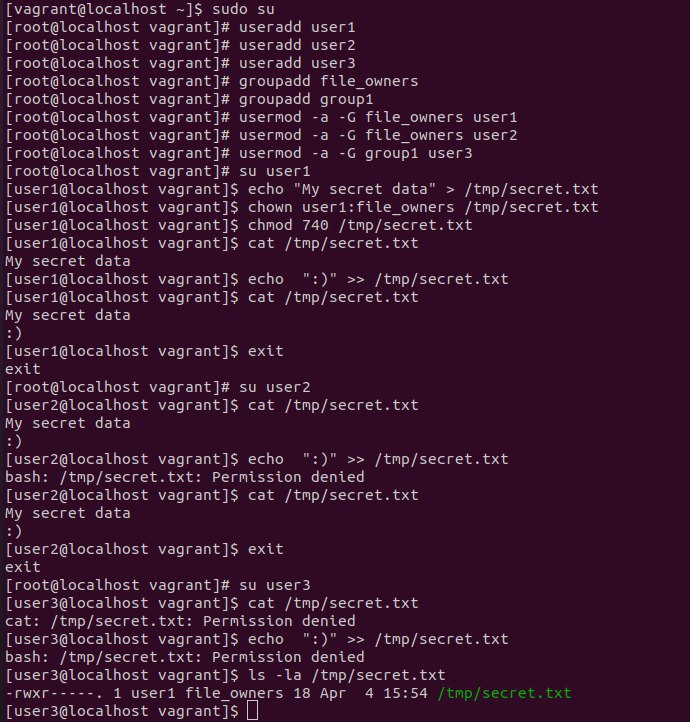 [vagrant@localhost ~]$ sudo su
[root@localhost vagrant]# useradd user1
[root@localhost vagrant]# useradd user2
[root@localhost vagrant]# useradd user3
[root@localhost vagrant]# groupadd file_owners
[root@localhost vagrant]# groupadd group1
[root@localhost vagrant]# usermod -a -G file_owners user1
[root@localhost vagrant]# usermod -a -G file_owners user2
[root@localhost vagrant]# usermod -a -G group1 user3
[root@localhost vagrant]# su user1
[user1@localhost vagrant]$ echo "My secret data" > /tmp/secret.txt
[user1@localhost vagrant]$ chown user1:file_owners /tmp/secret.txt
[user1@localhost vagrant]$ chmod 740 /tmp/secret.txt
[user1@localhost vagrant]$ cat /tmp/secret.txt
My secret data
[user1@localhost vagrant]$ echo  ":)" >> /tmp/secret.txt
[user1@localhost vagrant]$ cat /tmp/secret.txt
My secret data
:)
[user1@localhost vagrant]$ exit
exit
[root@localhost vagrant]# su user2
[user2@localhost vagrant]$ cat /tmp/secret.txt
My secret data
:)
[user2@localhost vagrant]$ echo  ":)" >> /tmp/secret.txt
bash: /tmp/secret.txt: Permission denied
[user2@localhost vagrant]$ cat /tmp/secret.txt
My secret data
:)
[user2@localhost vagrant]$ exit
exit
[root@localhost vagrant]# su user3
[user3@localhost vagrant]$ cat /tmp/secret.txt
cat: /tmp/secret.txt: Permission denied
[user3@localhost vagrant]$ echo  ":)" >> /tmp/secret.txt
bash: /tmp/secret.txt: Permission denied
[user3@localhost vagrant]$ ls -la /tmp/secret.txt
-rwxr-----. 1 user1 file_owners 18 Apr  4 15:54 /tmp/secret.txt
[user3@localhost vagrant]$